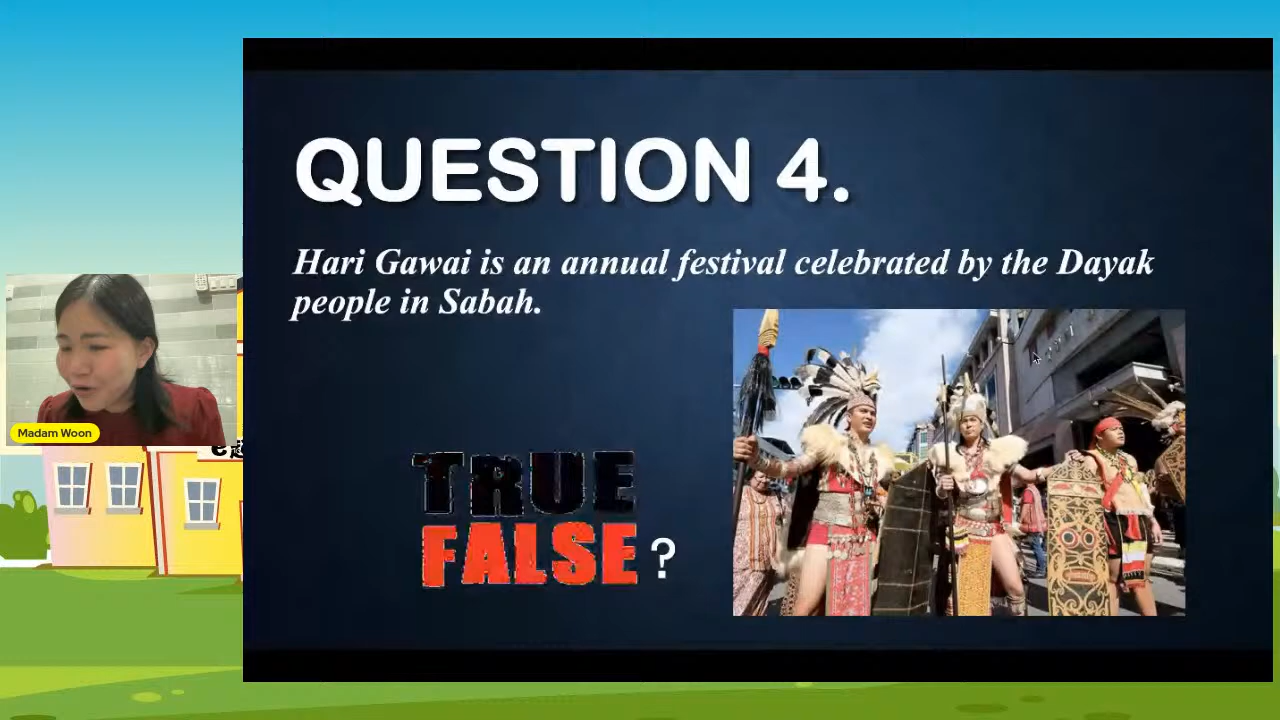 QUESTION 4.
Hari Gawai is an annual festival celebrated by the Dayak
people in Sabah.
TRUE
FALSE ?
Madam Woon